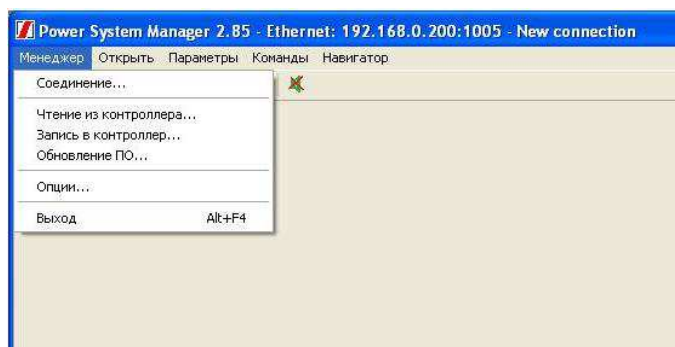 Power System Manager 2.85 - Ethernet: 192.168.0.200:1005 - New connection
Менеджер Открыть Параметры Команды Навигатор
Соединение...
Чтение из контроллера...
Запись в контроллер...
Обновление ПО...
Опции...
Выход Alt+F4